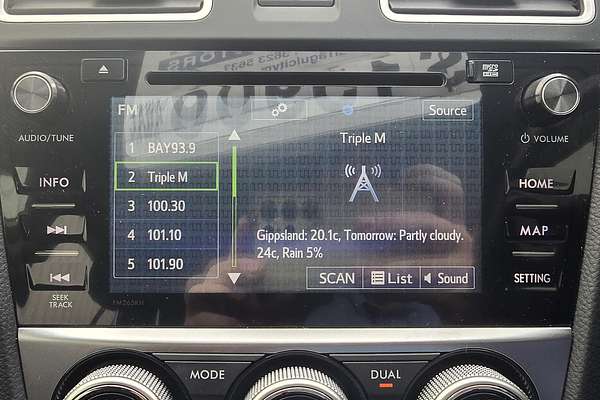 microSD
FM
Source
AUDIO/TUNE
VOLUME
1 BAY93.9
2 Triple M
3 100.30
4 101.10
5 101.90
Triple M
Gippsland: 20.1c, Tomorrow: Partly cloudy.
24c, Rain 5%
SCAN
List
Sound
INFO
SEEK
TRACK
HOME
MAP
SETTING
MODE
DUAL